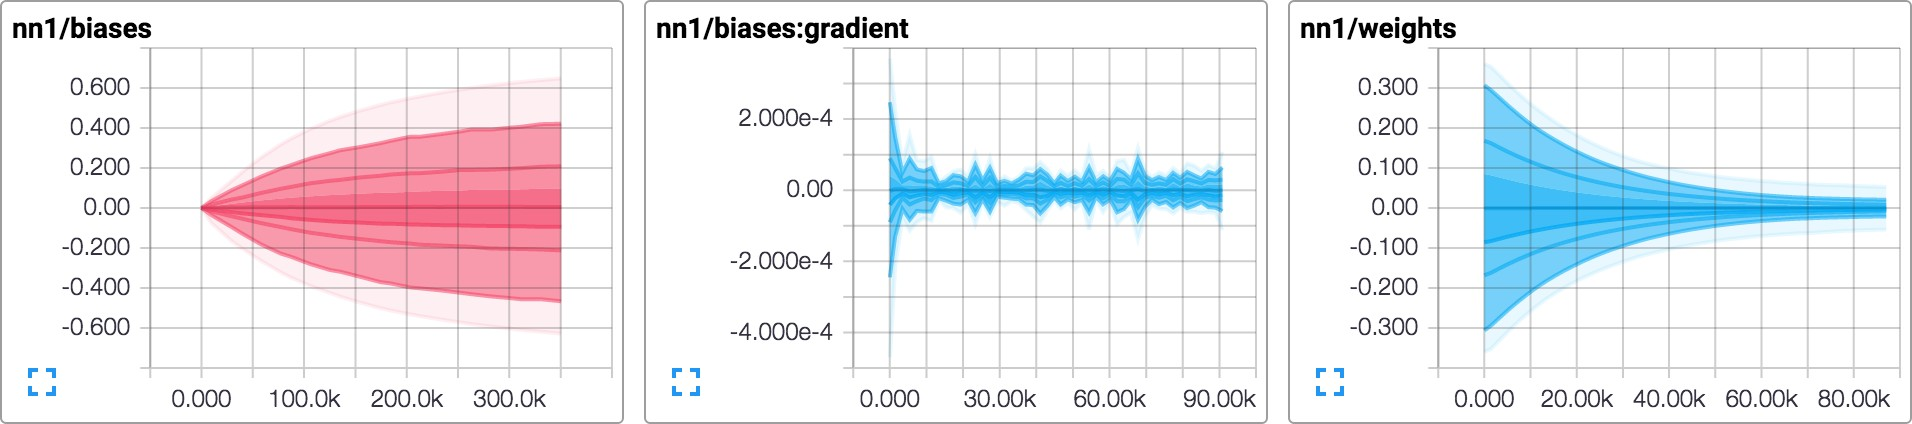 nn1/biases
0.600
0.400
0.200
0.00
-0.200
-0.400
-0.600
0.000 100.0k 200.0k 300.0k
nn1/biases:gradient
2.000e-4
0.00
-2.000e-4
-4.000e-4
0.000 30.00k 60.00k 90.00k
nn1/weights
0.300
0.200
0.100
0.00
-0.100
-0.200
-0.300
0.000 20.00k 40.00k 60.00k 80.00k